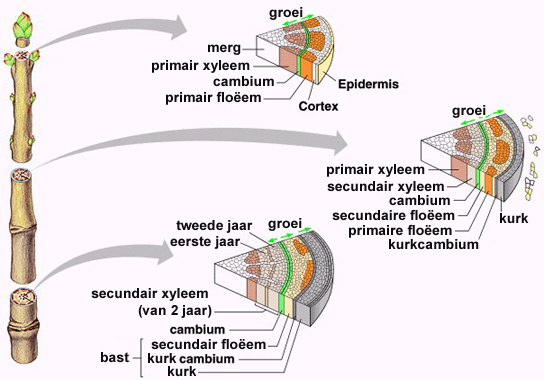 groei
merg
primair xyleem
cambium
primair floëem
Epidermis
Cortex
groei
primair xyleem
secundair xyleem
cambium
secundaire floëem
primaire floëem
kurkcambium
kurk
groei
tweede jaar
eerste jaar
secundair xyleem
(van 2 jaar)
cambium
secundair floëem
bast
kurk cambium
kurk